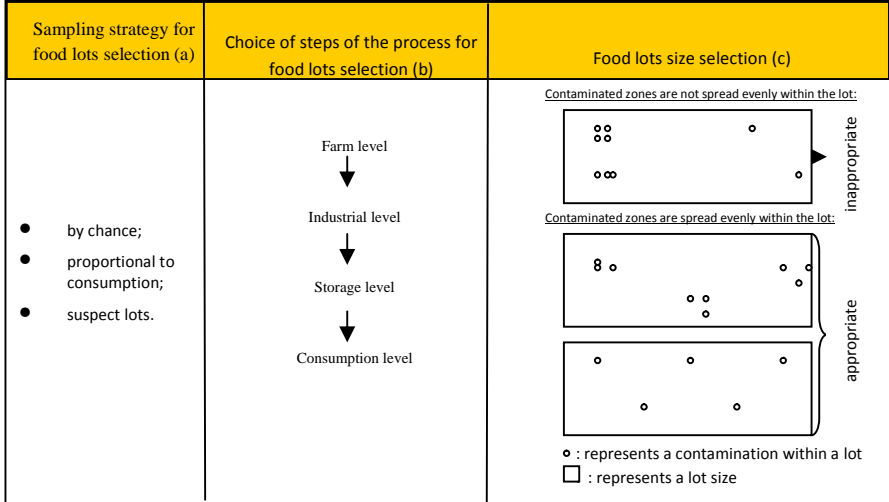 Sampling strategy for
food lots selection (a)
Choice of steps of the process for
food lots selection (b)
Food lots size selection (c)
● by chance;
● proportional to
consumption;
● suspect lots.
Farm level
Industrial level
Storage level
Consumption level
Contaminated zones are not spread evenly within the lot:
inappropriate
Contaminated zones are spread evenly within the lot:
appropriate
: represents a contamination within a lot
: represents a lot size